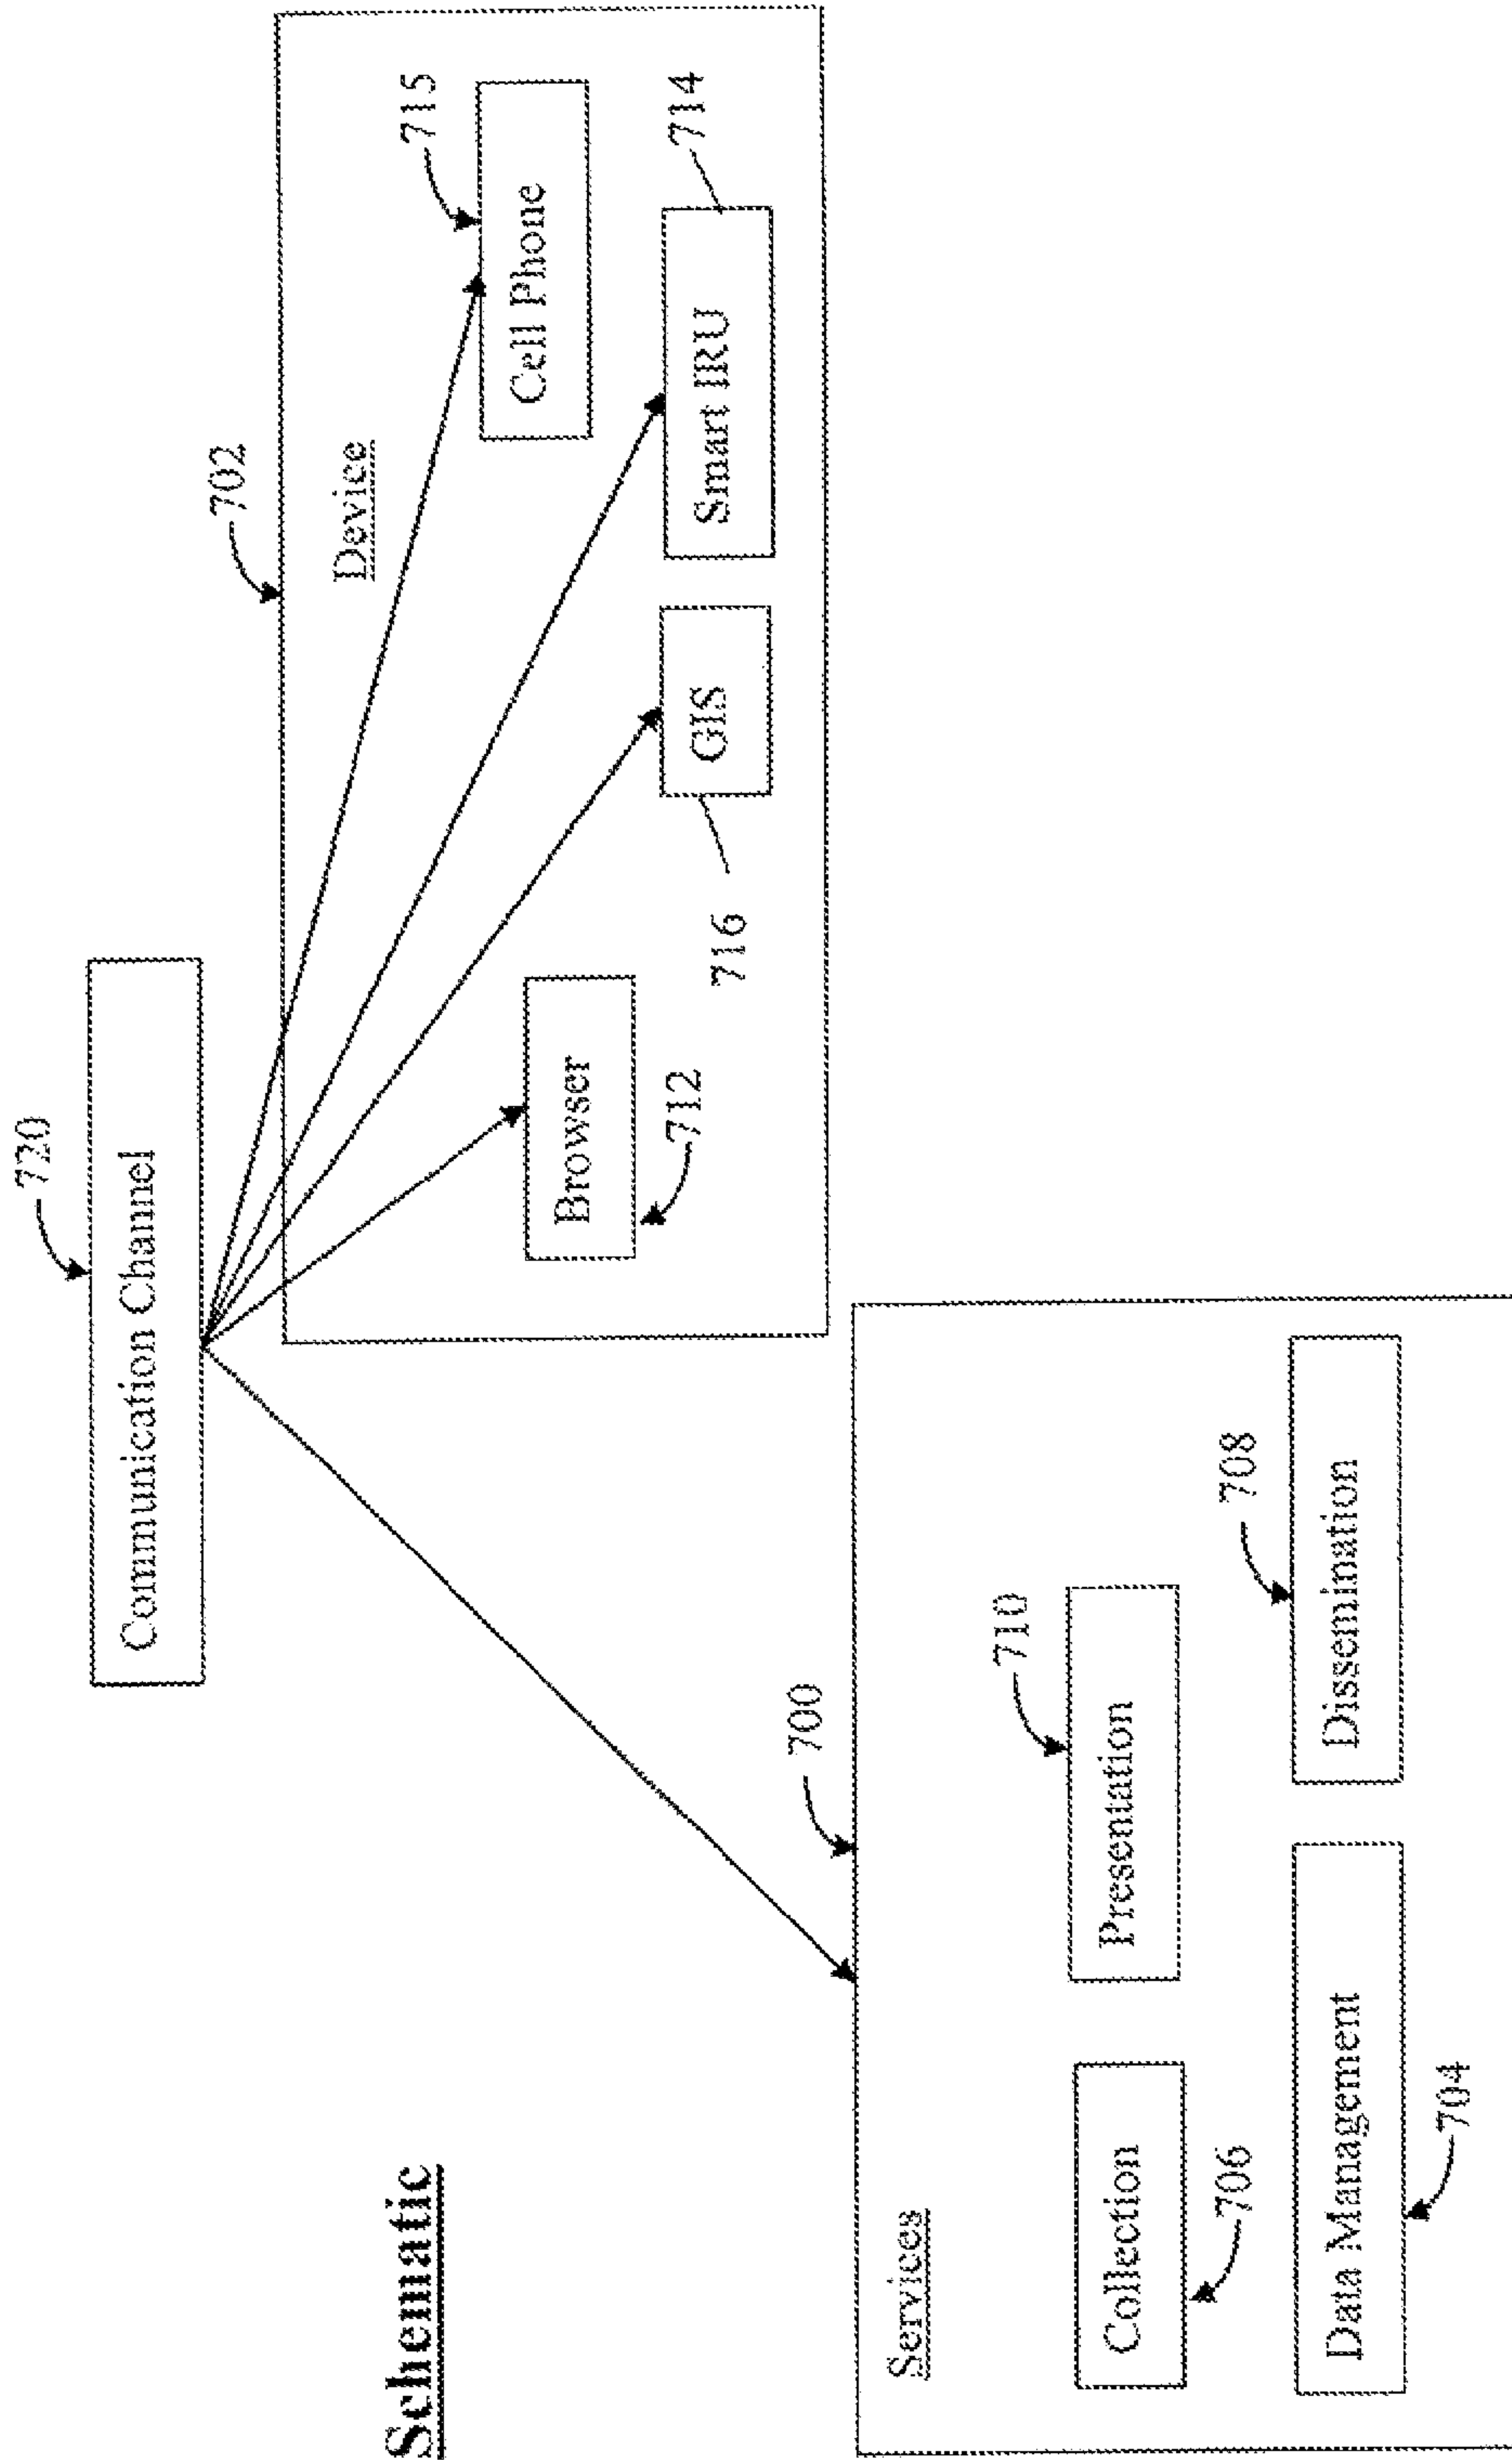 Schematic
720
Communication Channel
702
Device
715
Cell Phone
Browser
712
GIS
716
Smart IRU
714
700
Services
710
Collection
706
Presentation
708
Data Management
704
Dissemination